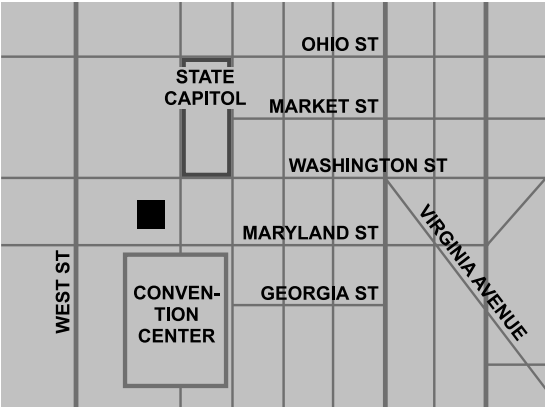 OHIO ST
STATE
CAPITOL
MARKET ST
WASHINGTON ST
MARYLAND ST
VIRGINIA AVENUE
WEST ST
CONVEN-
TION
CENTER
GEORGIA ST